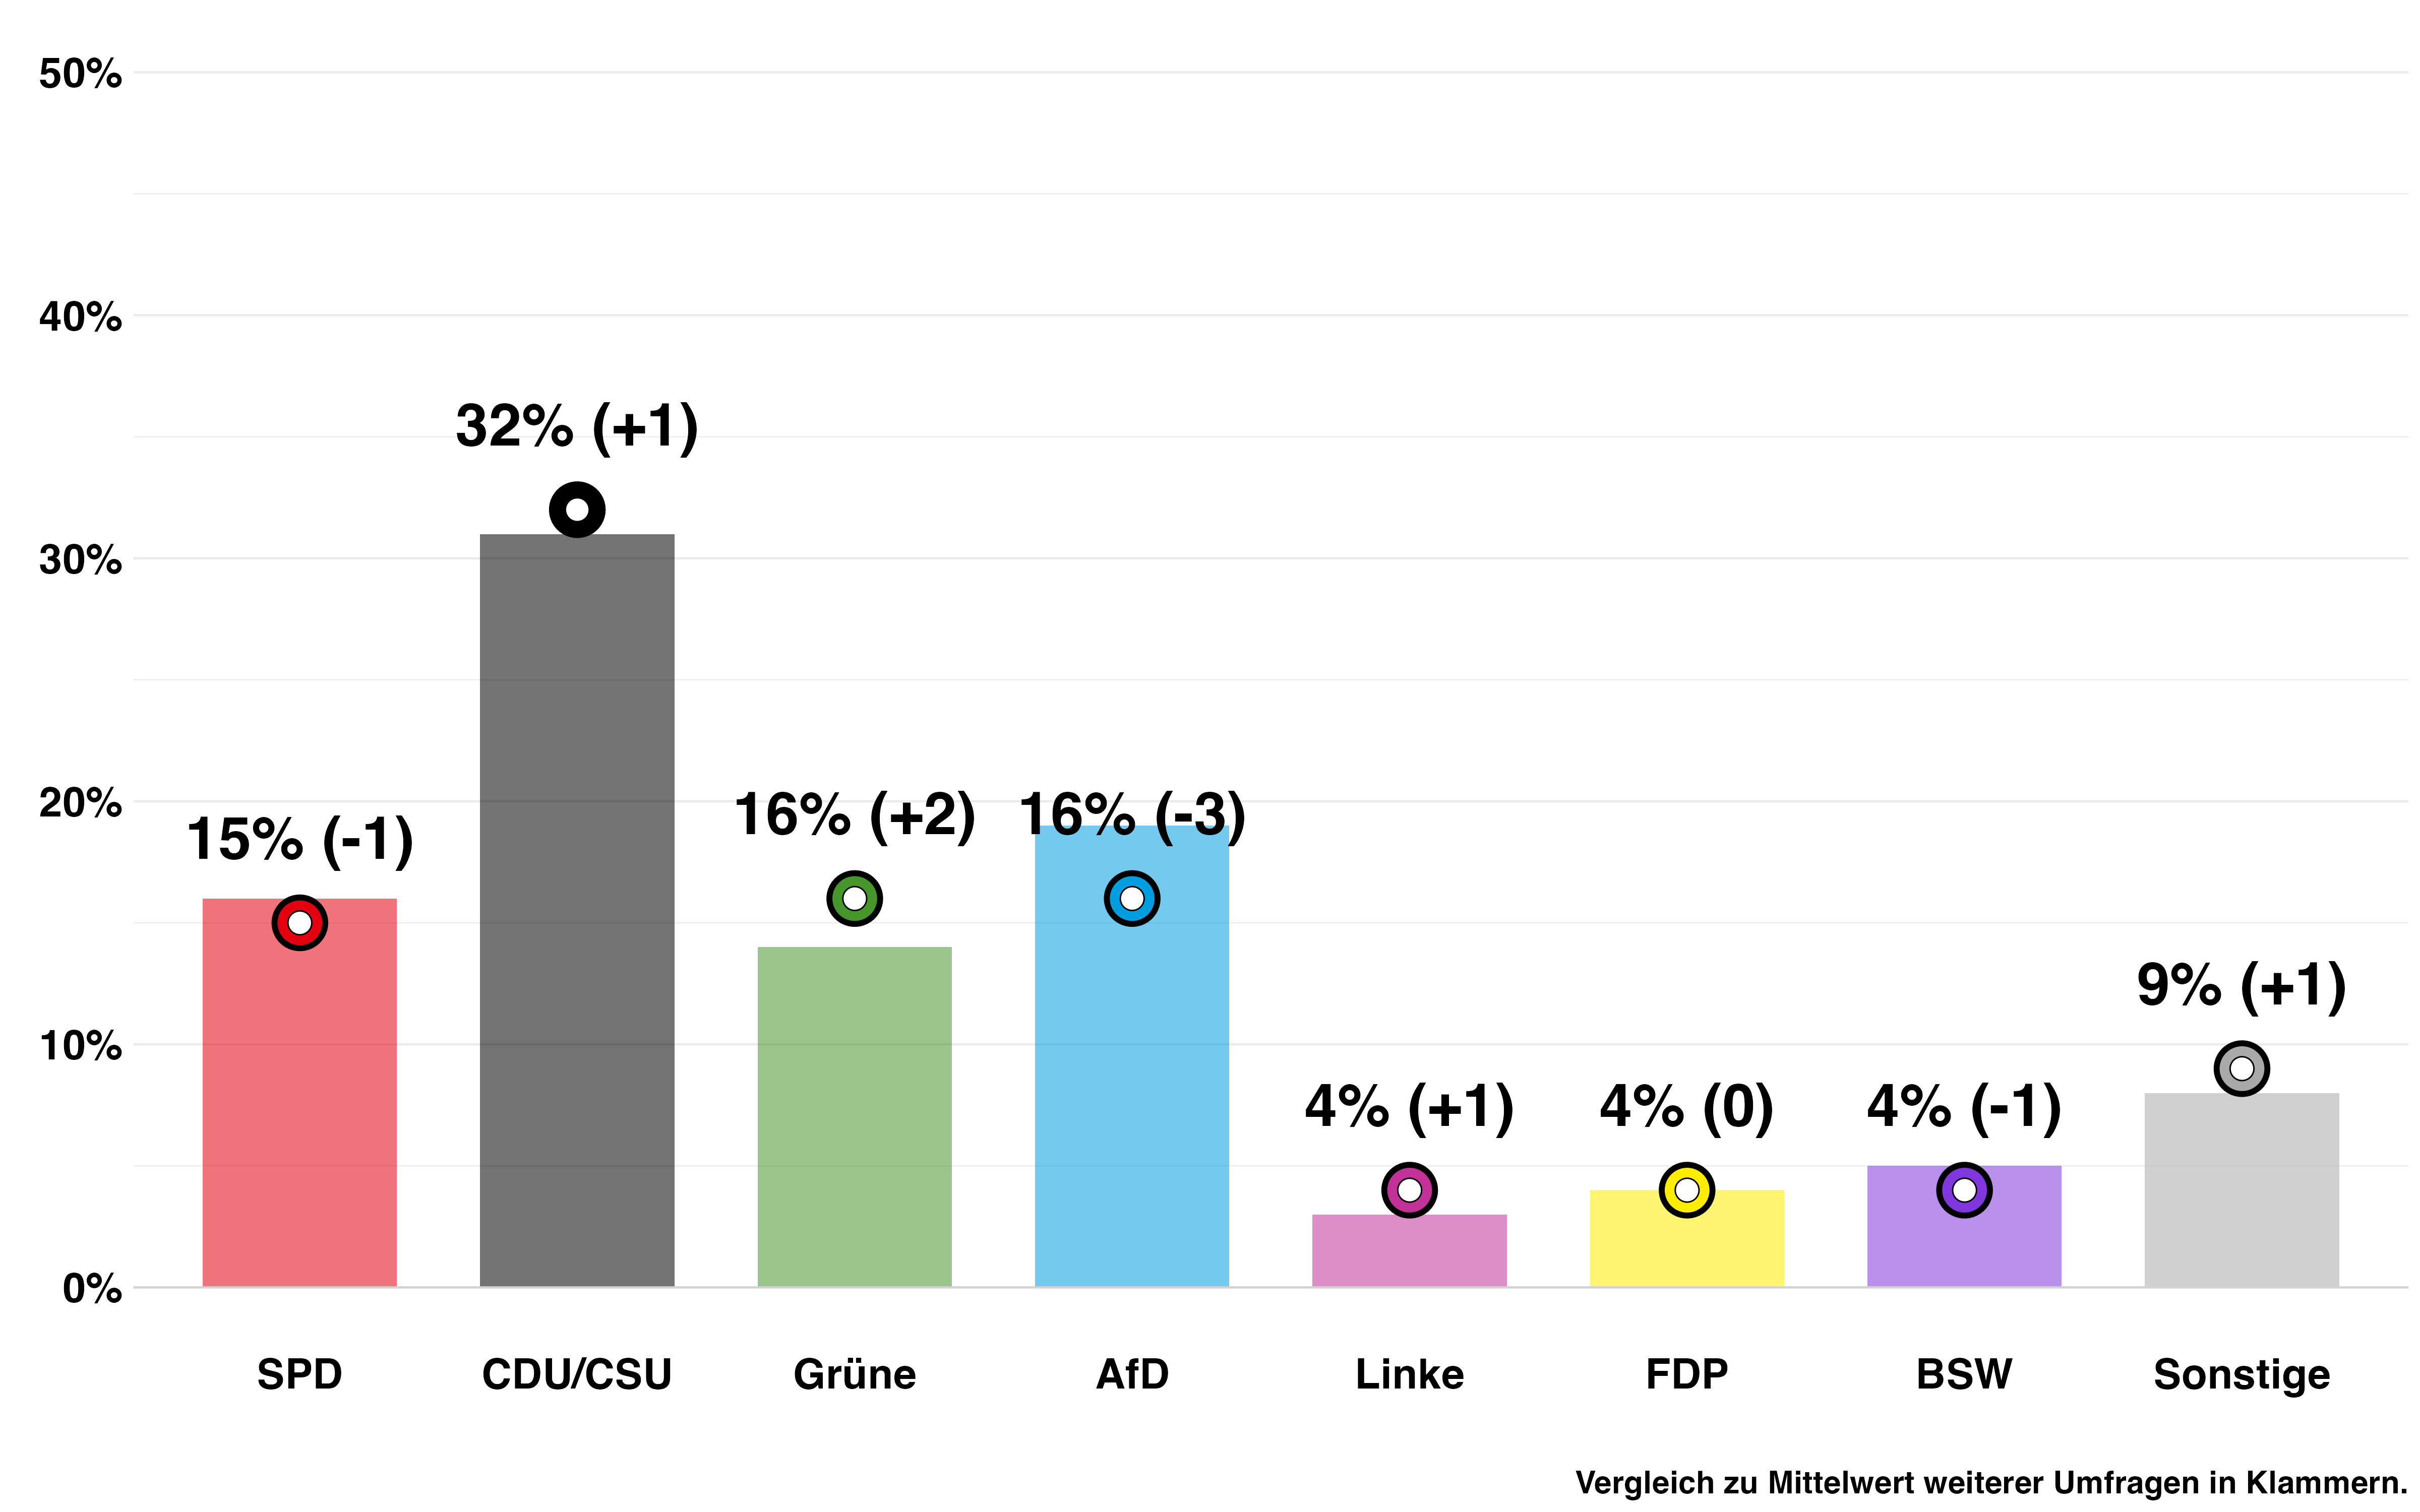 50%
40%
32% (+1)
30%
20%
15% (-1)
16% (+2)
16% (-3)
10%
4% (+1)
4% (0)
4% (-1)
9% (+1)
0%
SPD
CDU/CSU
Grüne
AfD
Linke
FDP
BSW
Sonstige
Vergleich zu Mittelwert weiterer Umfragen in Klammern.